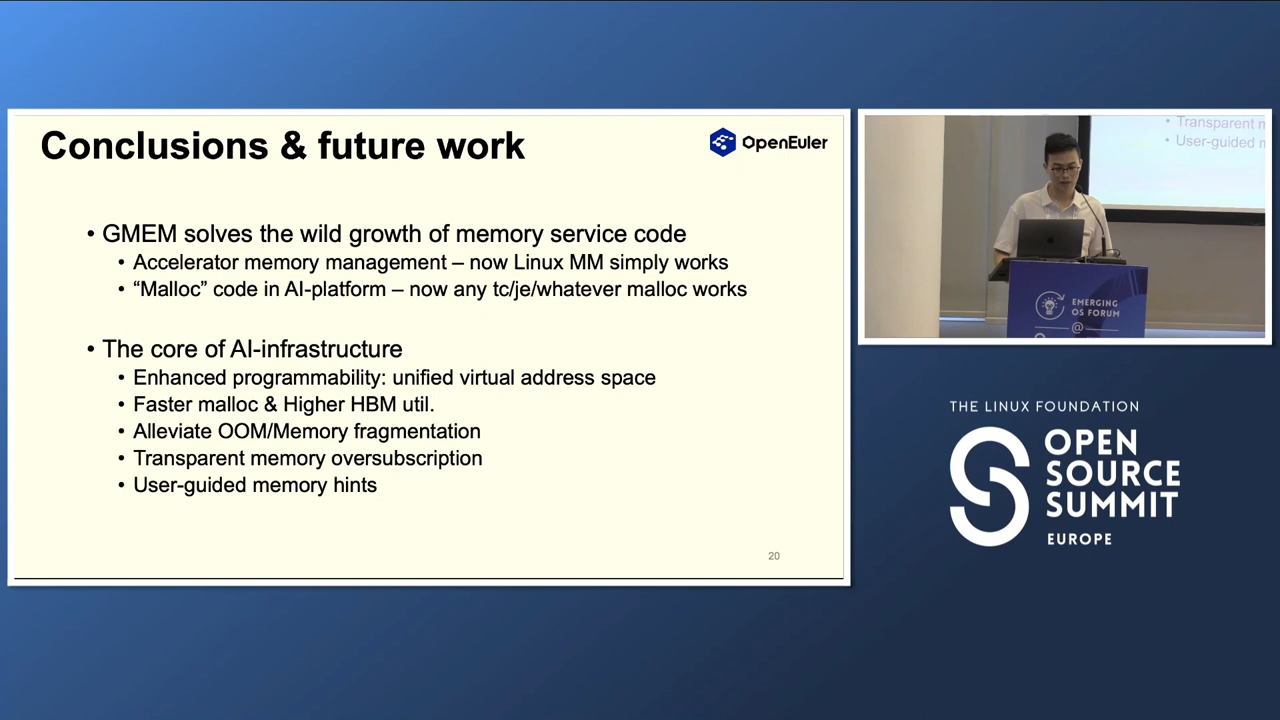 Conclusions & future work
OpenEuler
• GMEM solves the wild growth of memory service code
• Accelerator memory management – now Linux MM simply works
• “Malloc” code in AI-platform – now any tc/je/whatever malloc works
• The core of AI-infrastructure
• Enhanced programmability: unified virtual address space
• Faster malloc & Higher HBM util.
• Alleviate OOM/Memory fragmentation
• Transparent memory oversubscription
• User-guided memory hints
20
• Transparent m
• User-guided m
EMERGING
OS FORUM
@
THE LINUX FOUNDATION
OPEN
SOURCE
SUMMIT
EUROPE